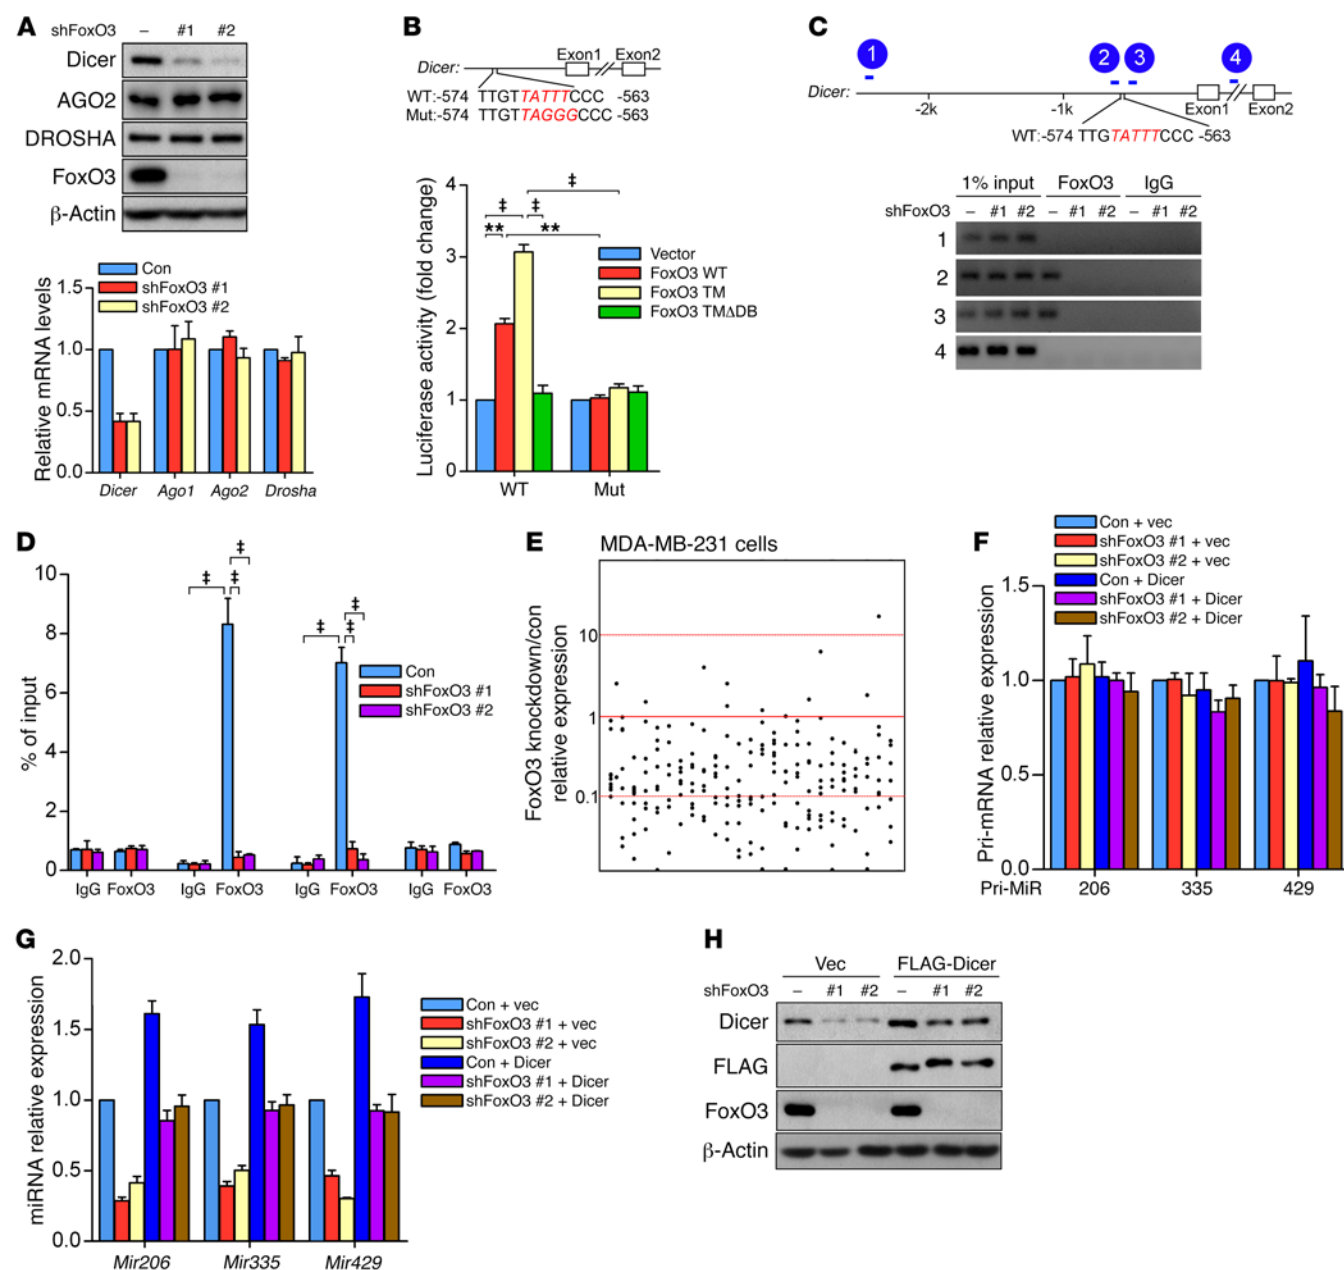 A
shFoxO3 – #1 #2
Dicer
AGO2
DROSHA
FoxO3
β-Actin
Con
shFoxO3 #1
shFoxO3 #2
Relative mRNA levels
1.5
1.0
0.5
0.0
Dicer Ago1 Ago2 Drosha
B
Exon1 Exon2
Dicer:
WT:-574 TTGTTATTTCCC -563
Mut:-574 TTGTTAGGGCCC -563
Luciferase activity (fold change)
4
3
2
1
0
‡
‡ ‡
** **
Vector
FoxO3 WT
FoxO3 TM
FoxO3 TMΔDB
WT Mut
C
1 2 3 4
Dicer:
-2k -1k Exon1 Exon2
WT:-574 TTGTATTTCCC -563
1% input FoxO3 IgG
shFoxO3 – #1 #2 – #1 #2 – #1 #2
1
2
3
4
D
% of input
10
8
6
4
2
0
‡ ‡ ‡
‡ ‡ ‡
Con
shFoxO3 #1
shFoxO3 #2
IgG FoxO3 IgG FoxO3 IgG FoxO3 IgG FoxO3
E
MDA-MB-231 cells
FoxO3 knockdown/con
relative expression
10
1
0.1
F
Con + vec
shFoxO3 #1 + vec
shFoxO3 #2 + vec
Con + Dicer
shFoxO3 #1 + Dicer
shFoxO3 #2 + Dicer
Pri-mRNA relative expression
1.5
1.0
0.5
0.0
Pri-MiR 206 335 429
G
miRNA relative expression
2.0
1.5
1.0
0.5
0.0
Con + vec
shFoxO3 #1 + vec
shFoxO3 #2 + vec
Con + Dicer
shFoxO3 #1 + Dicer
shFoxO3 #2 + Dicer
Mir206 Mir335 Mir429
H
Vec FLAG-Dicer
shFoxO3 – #1 #2 – #1 #2
Dicer
FLAG
FoxO3
β-Actin